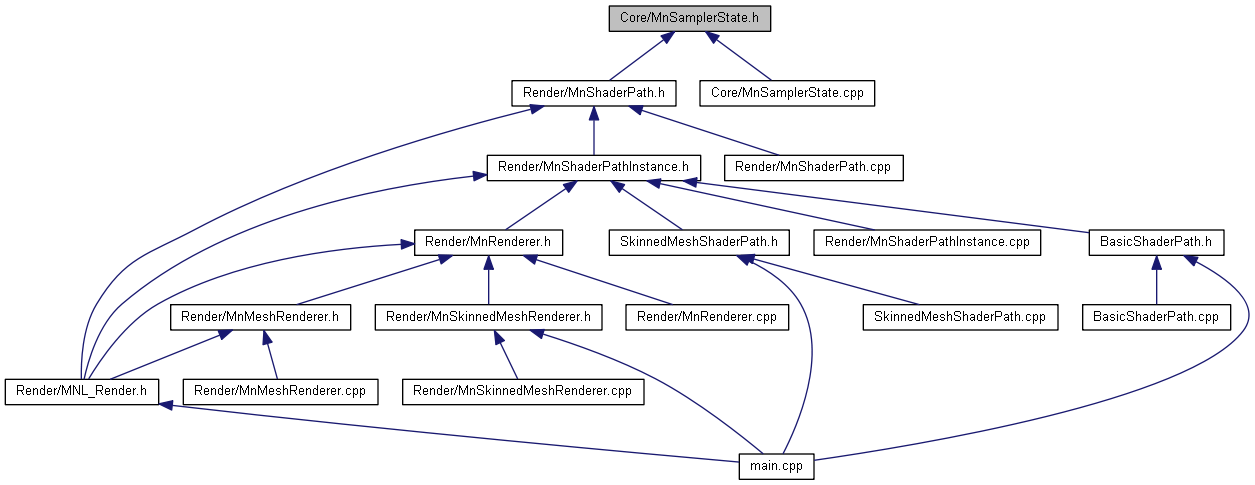 Core/MnSamplerState.h
Render/MnShaderPath.h
Core/MnSamplerState.cpp
Render/MnShaderPathInstance.h
Render/MnShaderPath.cpp
Render/MnRenderer.h
SkinnedMeshShaderPath.h
Render/MnShaderPathInstance.cpp
BasicShaderPath.h
Render/MnMeshRenderer.h
Render/MnSkinnedMeshRenderer.h
Render/MnRenderer.cpp
SkinnedMeshShaderPath.cpp
BasicShaderPath.cpp
Render/MNL_Render.h
Render/MnMeshRenderer.cpp
Render/MnSkinnedMeshRenderer.cpp
main.cpp